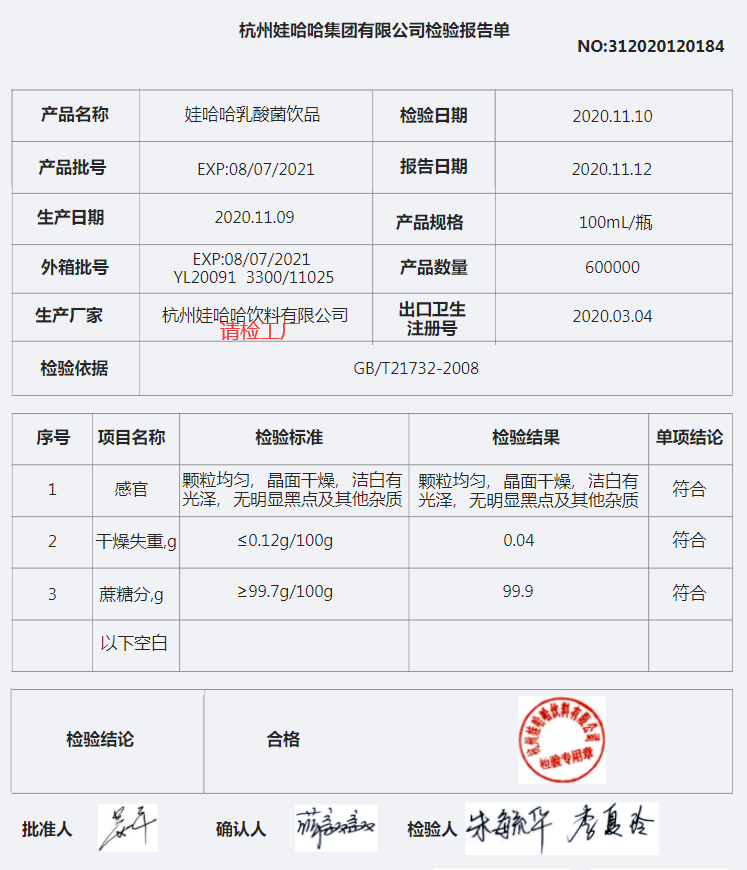 杭州娃哈哈集团有限公司检验报告单
NO:312020120184
产品名称 娃哈哈乳酸菌饮品 检验日期 2020.11.10
产品批号 EXP:08/07/2021 报告日期 2020.11.12
生产日期 2020.11.09 产品规格 100mL/瓶
外箱批号 EXP:08/07/2021 产品数量 600000
YL20091 3300/11025
生产厂家 杭州娃哈哈饮料有限公司 出口卫生 2020.03.04
请检工厂 注册号
检验依据 GB/T21732-2008
序号 项目名称 检验标准 检验结果 单项结论
1 感官 颗粒均匀，晶面干燥，洁白有 颗粒均匀，晶面干燥，洁白有 符合
光泽，无明显黑点及其他杂质 光泽，无明显黑点及其他杂质
2 干燥失重,g ≤0.12g/100g 0.04 符合
3 蔗糖分,g ≥99.7g/100g 99.9 符合
以下空白
检验结论 合格
杭州娃哈哈饮料有限公司
检验专用章
批准人 确认人 检验人 朱毓华 李夏玲